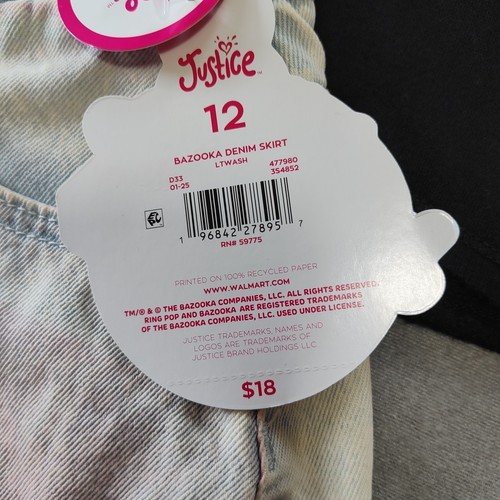 Justice™
12
BAZOOKA DENIM SKIRT
LTWASH
D33
01-25
477980
354852
1 96842 27895 7
RN# 59775
PRINTED ON 100% RECYCLED PAPER
WWW.WALMART.COM
TM/® & © THE BAZOOKA COMPANIES, LLC. ALL RIGHTS RESERVED.
RING POP AND BAZOOKA ARE REGISTERED TRADEMARKS
OF THE BAZOOKA COMPANIES, LLC. USED UNDER LICENSE.
JUSTICE TRADEMARKS, NAMES AND
LOGOS ARE TRADEMARK OF
JUSTICE BRAND HOLDINGS LLC.
$18